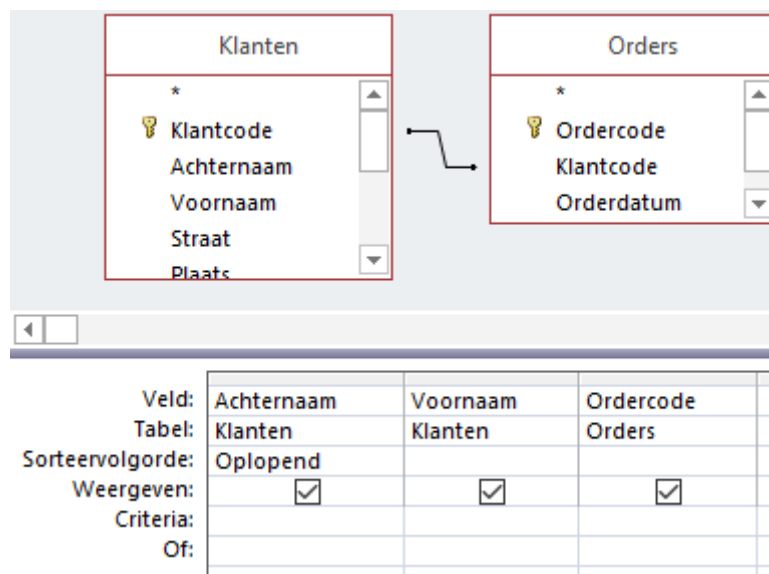 Klanten
*
Klantcode
Achternaam
Voornaam
Straat
Plaats
Orders
*
Ordercode
Klantcode
Orderdatum
Veld: Achternaam Voornaam Ordercode
Tabel: Klanten Klanten Orders
Sorteervolgorde: Oplopend
Weergeven:
Criteria:
Of: